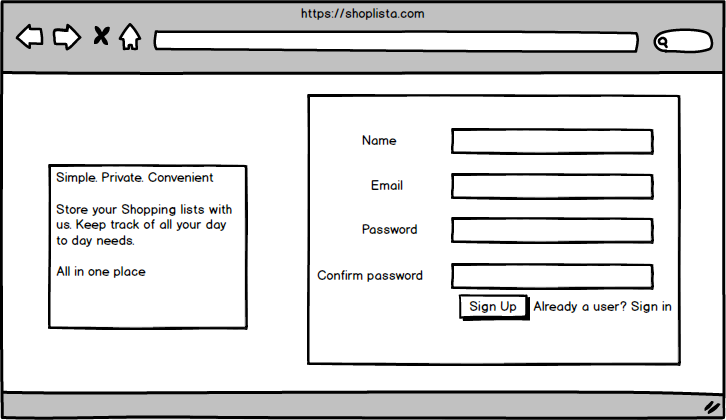 https://shoplista.com
Simple. Private. Convenient
Store your Shopping lists with
us. Keep track of all your day
to day needs.
All in one place
Name
Email
Password
Confirm password
Sign Up Already a user? Sign in